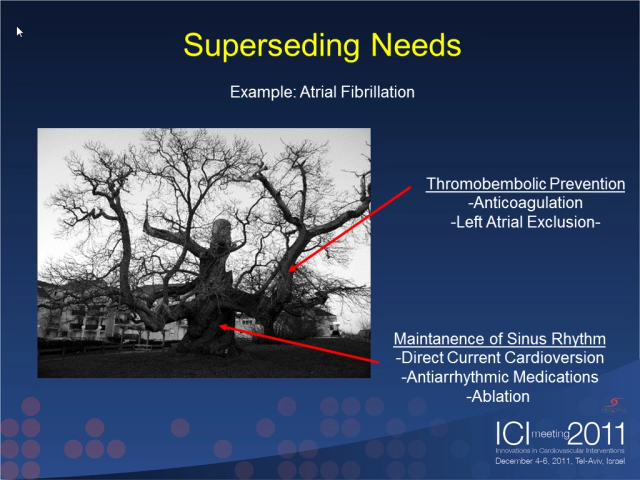 Superseding Needs
Example: Atrial Fibrillation
Thromobembolic Prevention
-Anticoagulation
-Left Atrial Exclusion-
Maintanence of Sinus Rhythm
-Direct Current Cardioversion
-Antiarrhythmic Medications
-Ablation
ICI meeting 2011
Innovations in Cardiovascular Interventions
December 4-6, 2011, Tel-Aviv, Israel